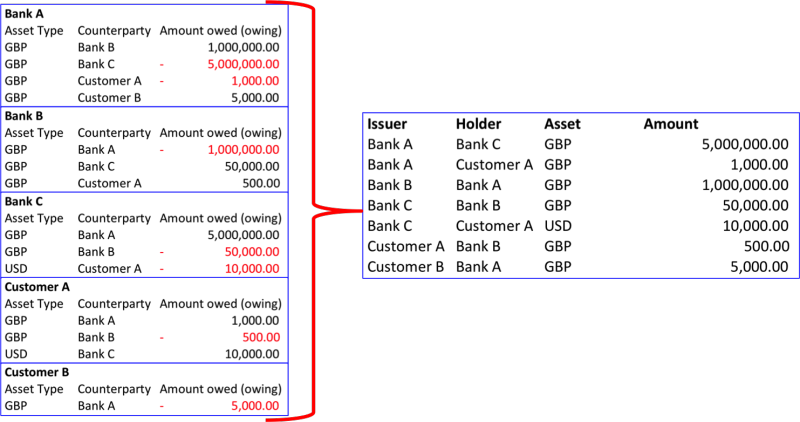 Bank A
Asset Type Counterparty Amount owed (owing)
GBP Bank B 1,000,000.00
GBP Bank C - 5,000,000.00
GBP Customer A - 1,000.00
GBP Customer B 5,000.00
Bank B
Asset Type Counterparty Amount owed (owing)
GBP Bank A - 1,000,000.00
GBP Bank C 50,000.00
GBP Customer A 500.00
Bank C
Asset Type Counterparty Amount owed (owing)
GBP Bank A 5,000,000.00
GBP Bank B - 50,000.00
USD Customer A - 10,000.00
Customer A
Asset Type Counterparty Amount owed (owing)
GBP Bank A 1,000.00
GBP Bank B - 500.00
USD Bank C 10,000.00
Customer B
Asset Type Counterparty Amount owed (owing)
GBP Bank A - 5,000.00
Issuer Holder Asset Amount
Bank A Bank C GBP 5,000,000.00
Bank A Customer A GBP 1,000.00
Bank B Bank A GBP 1,000,000.00
Bank C Bank B GBP 50,000.00
Bank C Customer A USD 10,000.00
Customer A Bank B GBP 500.00
Customer B Bank A GBP 5,000.00